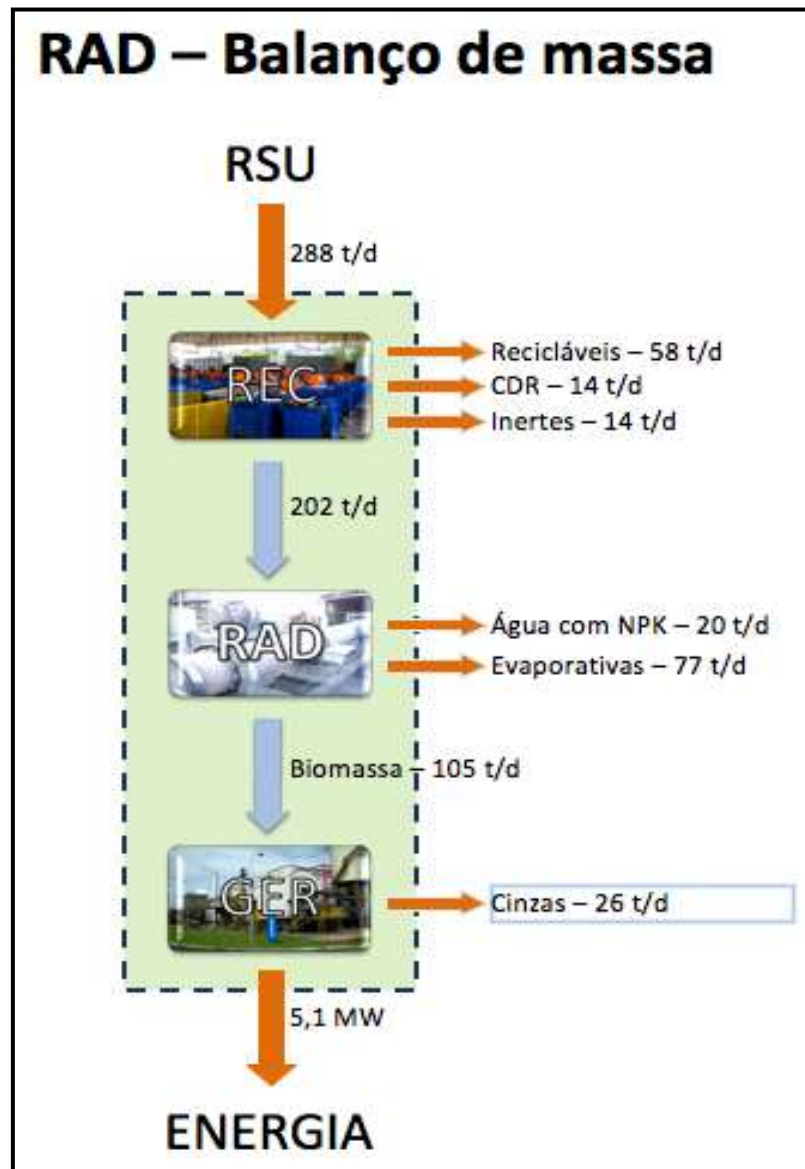 RAD – Balanço de massa
RSU
288 t/d
REC
Recicláveis – 58 t/d
CDR – 14 t/d
Inertes – 14 t/d
202 t/d
RAD
Água com NPK – 20 t/d
Evaporativas – 77 t/d
Biomassa – 105 t/d
GER
Cinzas – 26 t/d
5,1 MW
ENERGIA